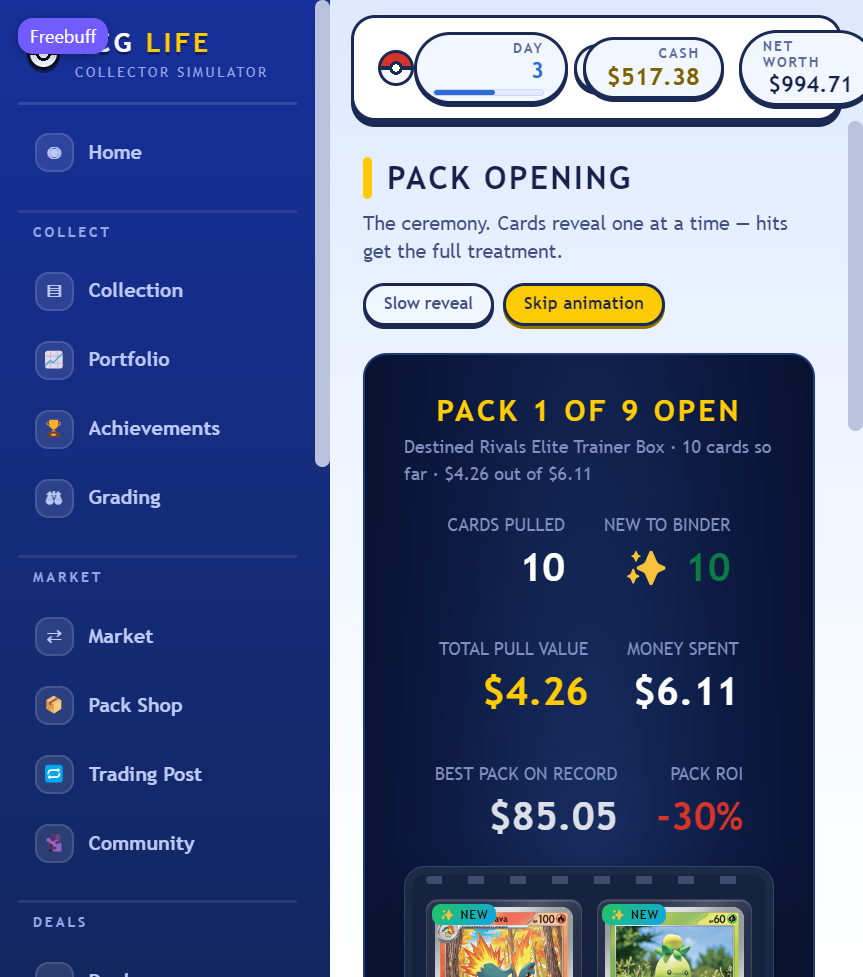 Freebuff
CG LIFE
COLLECTOR SIMULATOR
Home
COLLECT
Collection
Portfolio
Achievements
Grading
MARKET
Market
Pack Shop
Trading Post
Community
DEALS
DAY
3
CASH
$517.38
NET
WORTH
$994.71
PACK OPENING
The ceremony. Cards reveal one at a time — hits
get the full treatment.
Slow reveal
Skip animation
PACK 1 OF 9 OPEN
Destined Rivals Elite Trainer Box · 10 cards so
far · $4.26 out of $6.11
CARDS PULLED
10
NEW TO BINDER
✨ 10
TOTAL PULL VALUE
$4.26
MONEY SPENT
$6.11
BEST PACK ON RECORD
$85.05
PACK ROI
-30%
✨ NEW
100
✨ NEW
60